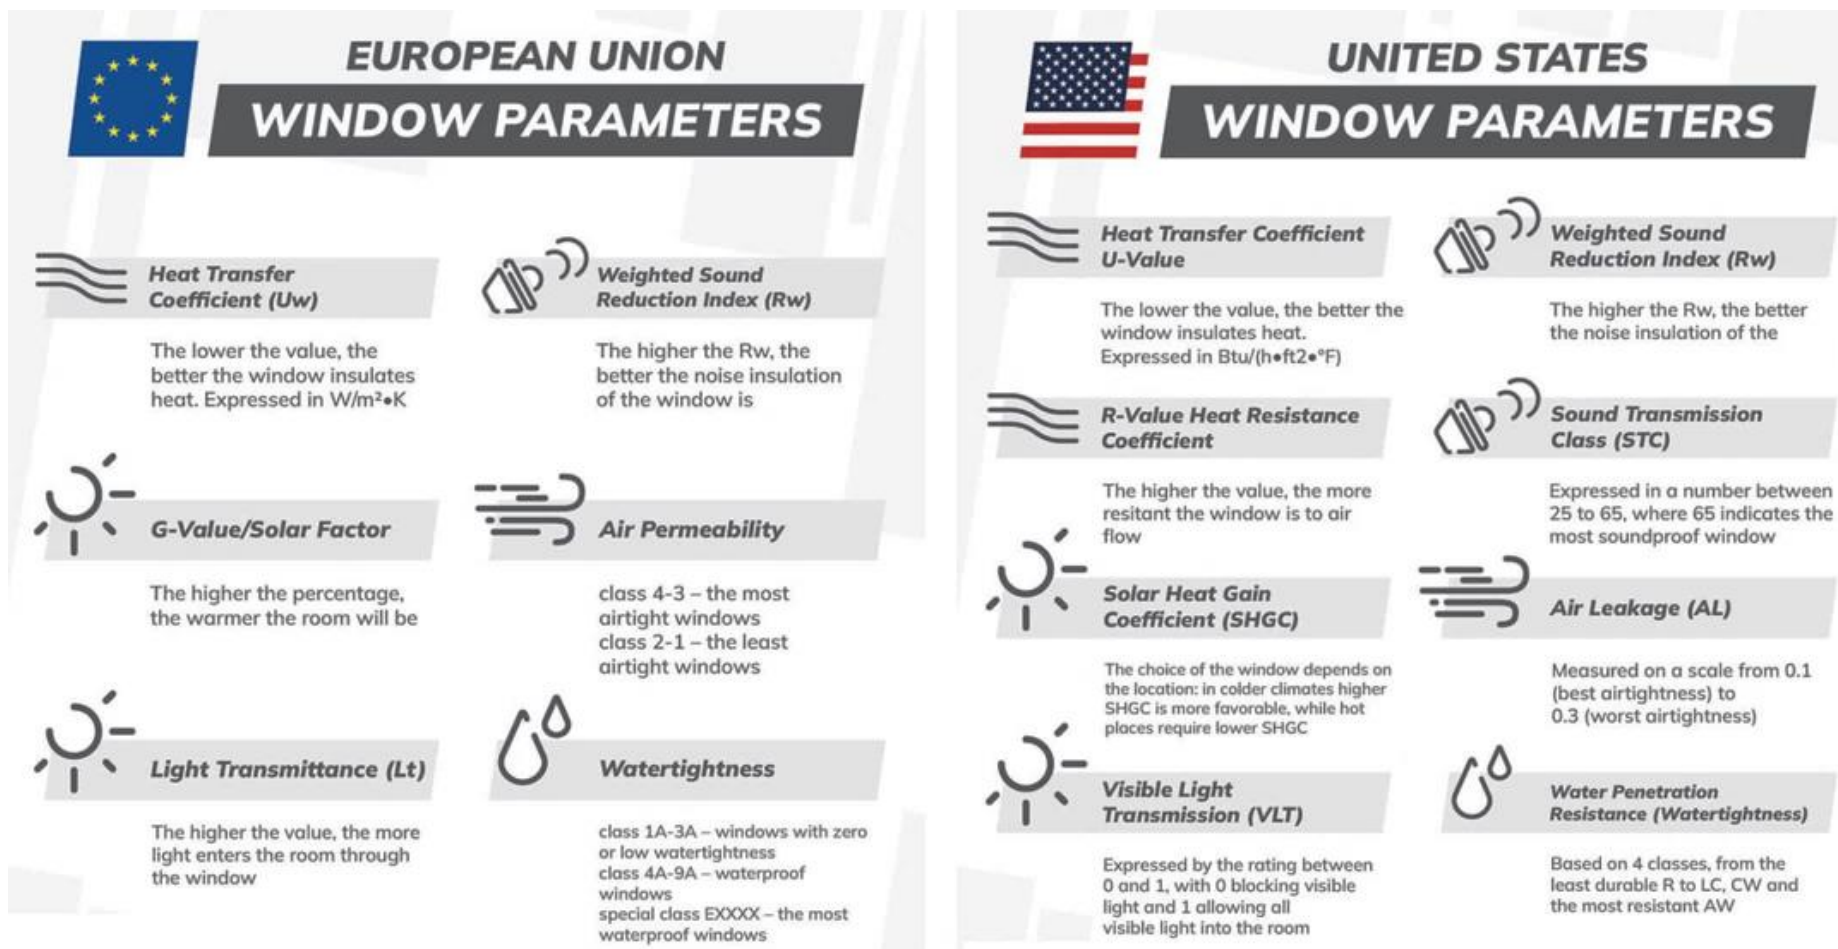 EUROPEAN UNION
WINDOW PARAMETERS
Heat Transfer
Coefficient (Uw)
The lower the value, the
better the window insulates
heat. Expressed in W/m²•K
Weighted Sound
Reduction Index (Rw)
The higher the Rw, the
better the noise insulation
of the window is
G-Value/Solar Factor
The higher the percentage,
the warmer the room will be
Air Permeability
class 4-3 – the most
airtight windows
class 2-1 – the least
airtight windows
Light Transmittance (Lt)
The higher the value, the more
light enters the room through
the window
Watertightness
class 1A-3A – windows with zero
or low watertightness
class 4A-9A – waterproof
windows
special class EXXXX – the most
waterproof windows
UNITED STATES
WINDOW PARAMETERS
Heat Transfer Coefficient
U-Value
The lower the value, the better the
window insulates heat.
Expressed in Btu/(h•ft2•°F)
Weighted Sound
Reduction Index (Rw)
The higher the Rw, the better
the noise insulation of the
R-Value Heat Resistance
Coefficient
The higher the value, the more
resitant the window is to air
flow
Sound Transmission
Class (STC)
Expressed in a number between
25 to 65, where 65 indicates the
most soundproof window
Solar Heat Gain
Coefficient (SHGC)
The choice of the window depends on
the location: in colder climates higher
SHGC is more favorable, while hot
places require lower SHGC
Air Leakage (AL)
Measured on a scale from 0.1
(best airtightness) to
0.3 (worst airtightness)
Visible Light
Transmission (VLT)
Expressed by the rating between
0 and 1, with 0 blocking visible
light and 1 allowing all
visible light into the room
Water Penetration
Resistance (Watertightness)
Based on 4 classes, from the
least durable R to LC, CW and
the most resistant AW